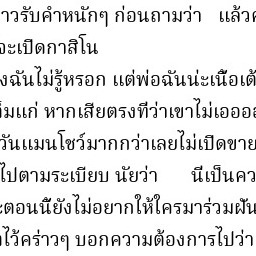 าวรับคำหนักๆ ก่อนถามว่า แล้วค
จะเปิดกาสิโน
งฉันไม่รู้หรอก แต่พ่อฉันน่ะเนื้อเต้
็มแก่ หากเสียตรงที่ว่าเขาไม่เออออ
วันแมนโชว์มากกว่าเลยไม่เปิดขาย
ไปตามระเบียบ นัยว่า นี่เป็นคว
ะตอนนี้ยังไม่อยากให้ใครมาร่วมฝัน
งไว้คร่าวๆ บอกความต้องการไปว่า